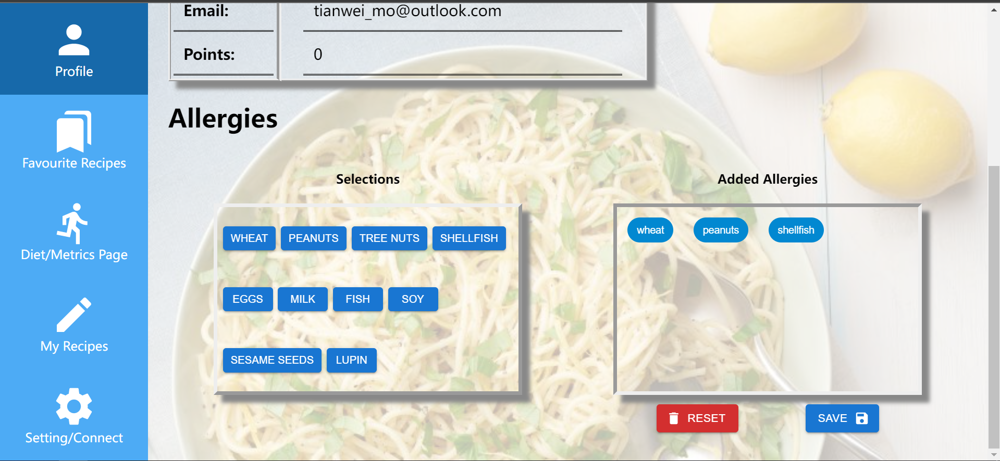 Profile
Favourite Recipes
Diet/Metrics Page
My Recipes
Setting/Connect
Email: tianwei_mo@outlook.com
Points: 0
Allergies
Selections
WHEAT PEANUTS TREE NUTS SHELLFISH
EGGS MILK FISH SOY
SESAME SEEDS LUPIN
Added Allergies
wheat peanuts shellfish
RESET SAVE